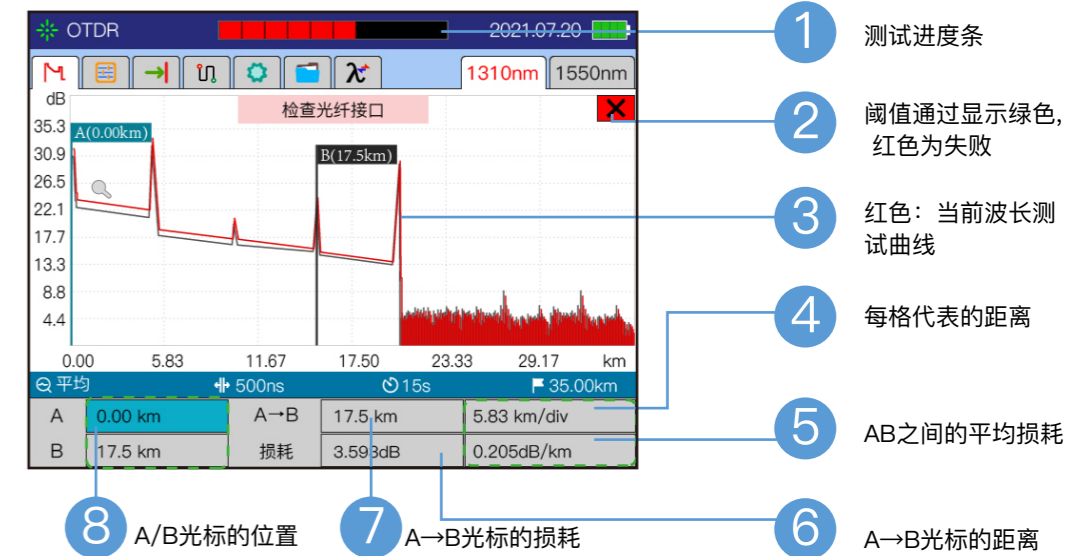 OTDR 2021.07.20
1310nm 1550nm
dB
检查光纤接口
35.3
A(0.00km)
30.9
B(17.5km)
26.5
22.1
17.7
13.3
8.8
4.4
0.00 5.83 11.67 17.50 23.33 29.17 km
平均 500ns 15s 35.00km
A 0.00 km A→B 17.5 km 5.83 km/div
B 17.5 km 损耗 3.593dB 0.205dB/km
1 测试进度条
2 阈值通过显示绿色,
红色为失败
3 红色：当前波长测
试曲线
4 每格代表的距离
5 AB之间的平均损耗
6 A→B光标的距离
7 A→B光标的损耗
8 A/B光标的位置